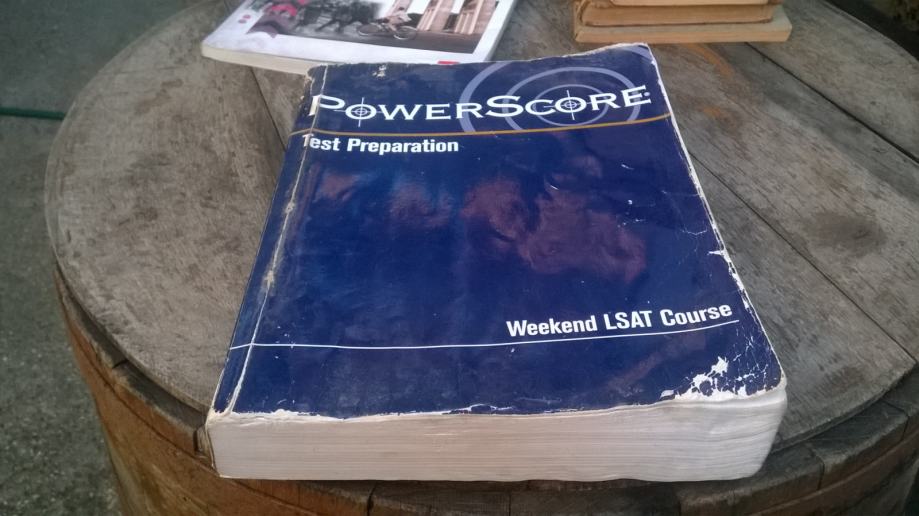 POWERSCORE
Test Preparation
Weekend LSAT Course